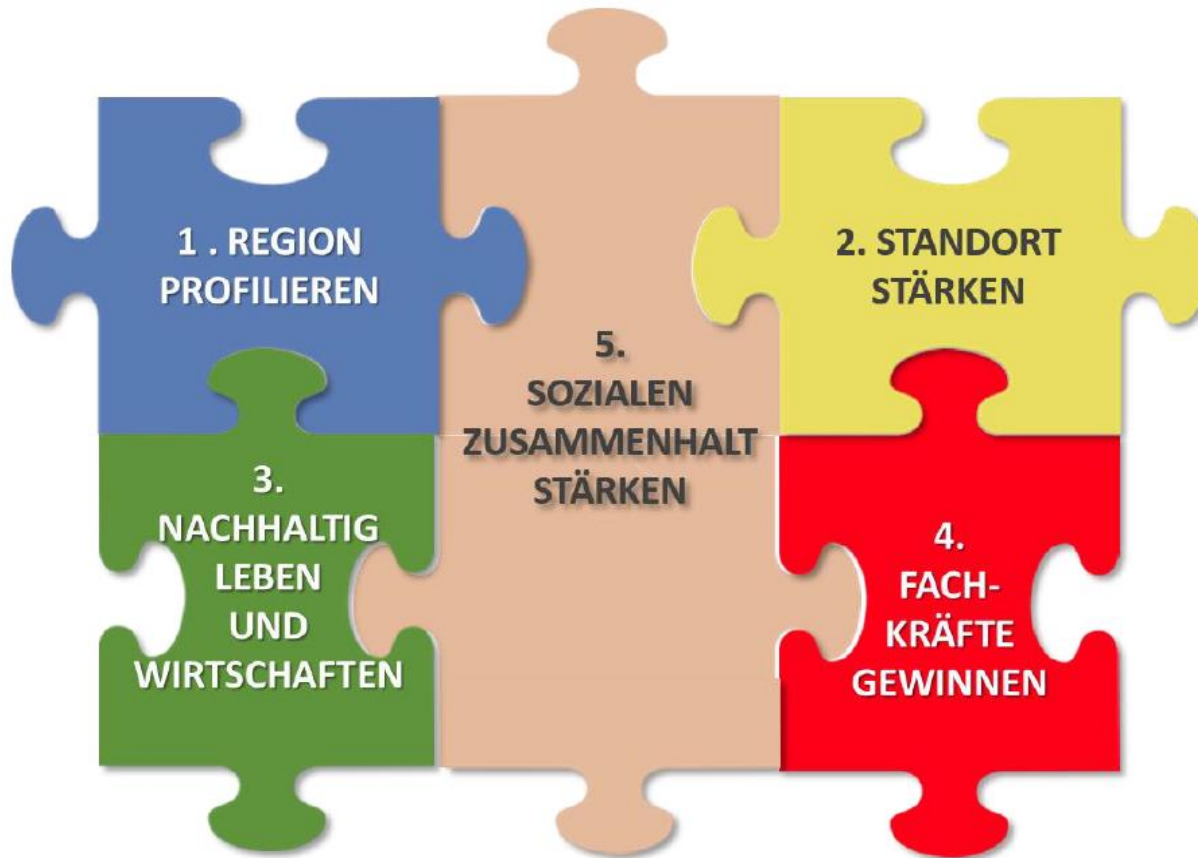 1 . REGION
PROFILIEREN
2. STANDORT
STÄRKEN
3.
NACHHALTIG
LEBEN
UND
WIRTSCHAFTEN
4.
FACH-
KRÄFTE
GEWINNEN
5.
SOZIALEN
ZUSAMMENHALT
STÄRKEN